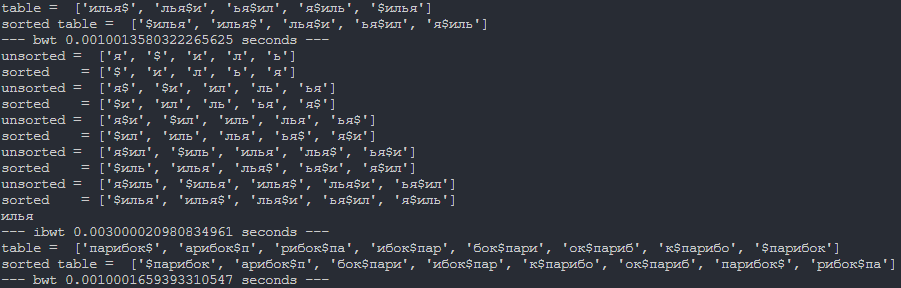 table =  ['илья$', 'лья$и', 'ья$ил', 'я$иль', '$илья']
sorted table =  ['$илья', 'илья$', 'лья$и', 'ья$ил', 'я$иль']
--- bwt 0.0010013580322265625 seconds ---
unsorted =  ['я', '$', 'и', 'л', 'ь']
sorted   = ['$', 'и', 'л', 'ь', 'я']
unsorted =  ['я$', '$и', 'ил', 'ль', 'ья']
sorted   = ['$и', 'ил', 'ль', 'ья', 'я$']
unsorted =  ['я$и', '$ил', 'иль', 'лья', 'ья$']
sorted   = ['$ил', 'иль', 'лья', 'ья$', 'я$и']
unsorted =  ['я$ил', '$иль', 'илья', 'лья$', 'ья$и']
sorted   = ['$иль', 'илья', 'лья$', 'ья$и', 'я$ил']
unsorted =  ['я$иль', '$илья', 'илья$', 'лья$и', 'ья$ил']
sorted   = ['$илья', 'илья$', 'лья$и', 'ья$ил', 'я$иль']
илья
--- ibwt 0.003000020980834961 seconds ---
table =  ['парибок$', 'арибок$п', 'рибок$па', 'ибок$пар', 'бок$пари', 'ок$париб', 'к$парибо', '$парибок']
sorted table =  ['$парибок', 'арибок$п', 'бок$пари', 'ибок$пар', 'к$парибо', 'ок$париб', 'парибок$', 'рибок$па']
--- bwt 0.0010001659393310547 seconds ---